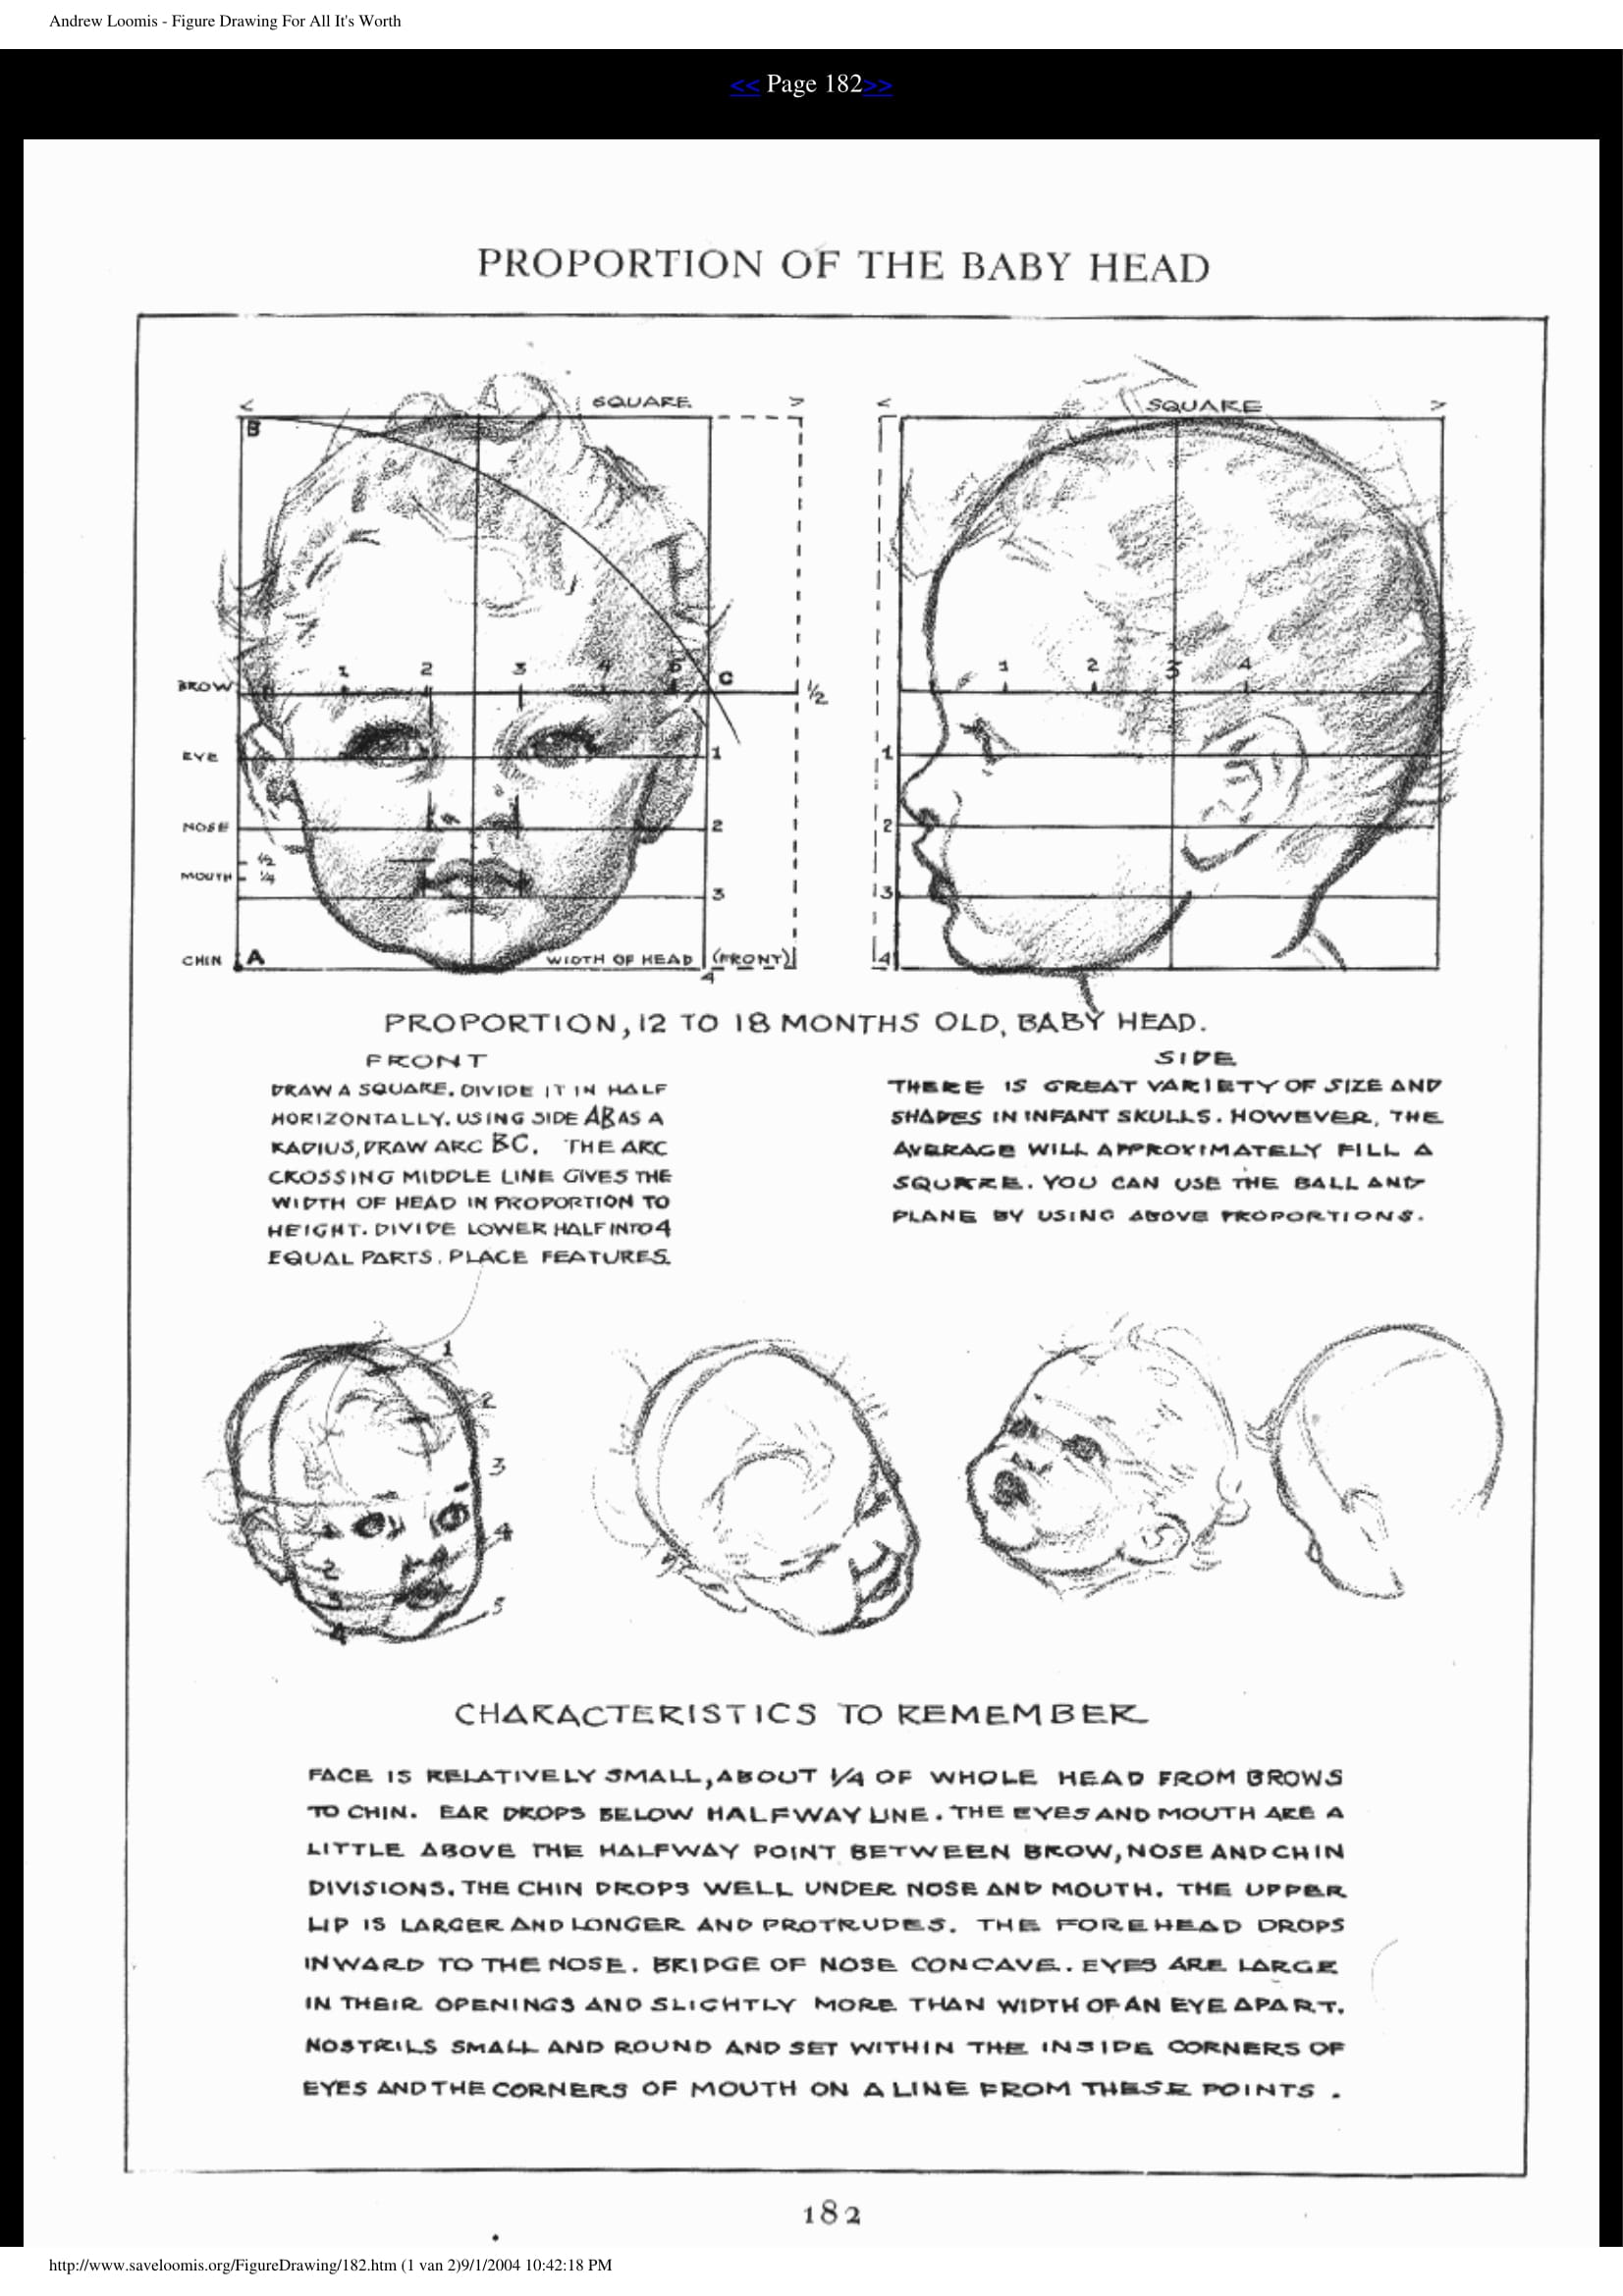 Andrew Loomis - Figure Drawing For All It's Worth
<< Page 182>>
PROPORTION OF THE BABY HEAD
< SQUARE >
< SQUARE >
B
1 2 3 4 5 C
1 2 3 4
BROW
1/2
EYE
1
1
NOSE
2
2
1/2
MOUTH 1/4
3
3
CHIN A
WIDTH OF HEAD (FRONT)
4
4
PROPORTION, 12 TO 18 MONTHS OLD, BABY HEAD.
FRONT
DRAW A SQUARE. DIVIDE IT IN HALF
HORIZONTALLY. USING SIDE AB AS A
RADIUS, DRAW ARC BC. THE ARC
CROSSING MIDDLE LINE GIVES THE
WIDTH OF HEAD IN PROPORTION TO
HEIGHT. DIVIDE LOWER HALF INTO 4
EQUAL PARTS. PLACE FEATURES.
SIDE
THERE IS GREAT VARIETY OF SIZE AND
SHAPES IN INFANT SKULLS. HOWEVER, THE
AVERAGE WILL APPROXIMATELY FILL A
SQUARE. YOU CAN USE THE BALL AND
PLANE BY USING ABOVE PROPORTIONS.
1
2
3
4
5
1
2
3
4
CHARACTERISTICS TO REMEMBER
FACE IS RELATIVELY SMALL, ABOUT 1/4 OF WHOLE HEAD FROM BROWS
TO CHIN. EAR DROPS BELOW HALFWAY LINE. THE EYES AND MOUTH ARE A
LITTLE ABOVE THE HALFWAY POINT BETWEEN BROW, NOSE AND CHIN
DIVISIONS. THE CHIN DROPS WELL UNDER NOSE AND MOUTH. THE UPPER
LIP IS LARGER AND LONGER AND PROTRUDES. THE FOREHEAD DROPS
INWARD TO THE NOSE. BRIDGE OF NOSE CONCAVE. EYES ARE LARGE
IN THEIR OPENINGS AND SLIGHTLY MORE THAN WIDTH OF AN EYE APART.
NOSTRILS SMALL AND ROUND AND SET WITHIN THE INSIDE CORNERS OF
EYES AND THE CORNERS OF MOUTH ON A LINE FROM THESE POINTS.
182
http://www.saveloomis.org/FigureDrawing/182.htm (1 van 2)9/1/2004 10:42:18 PM